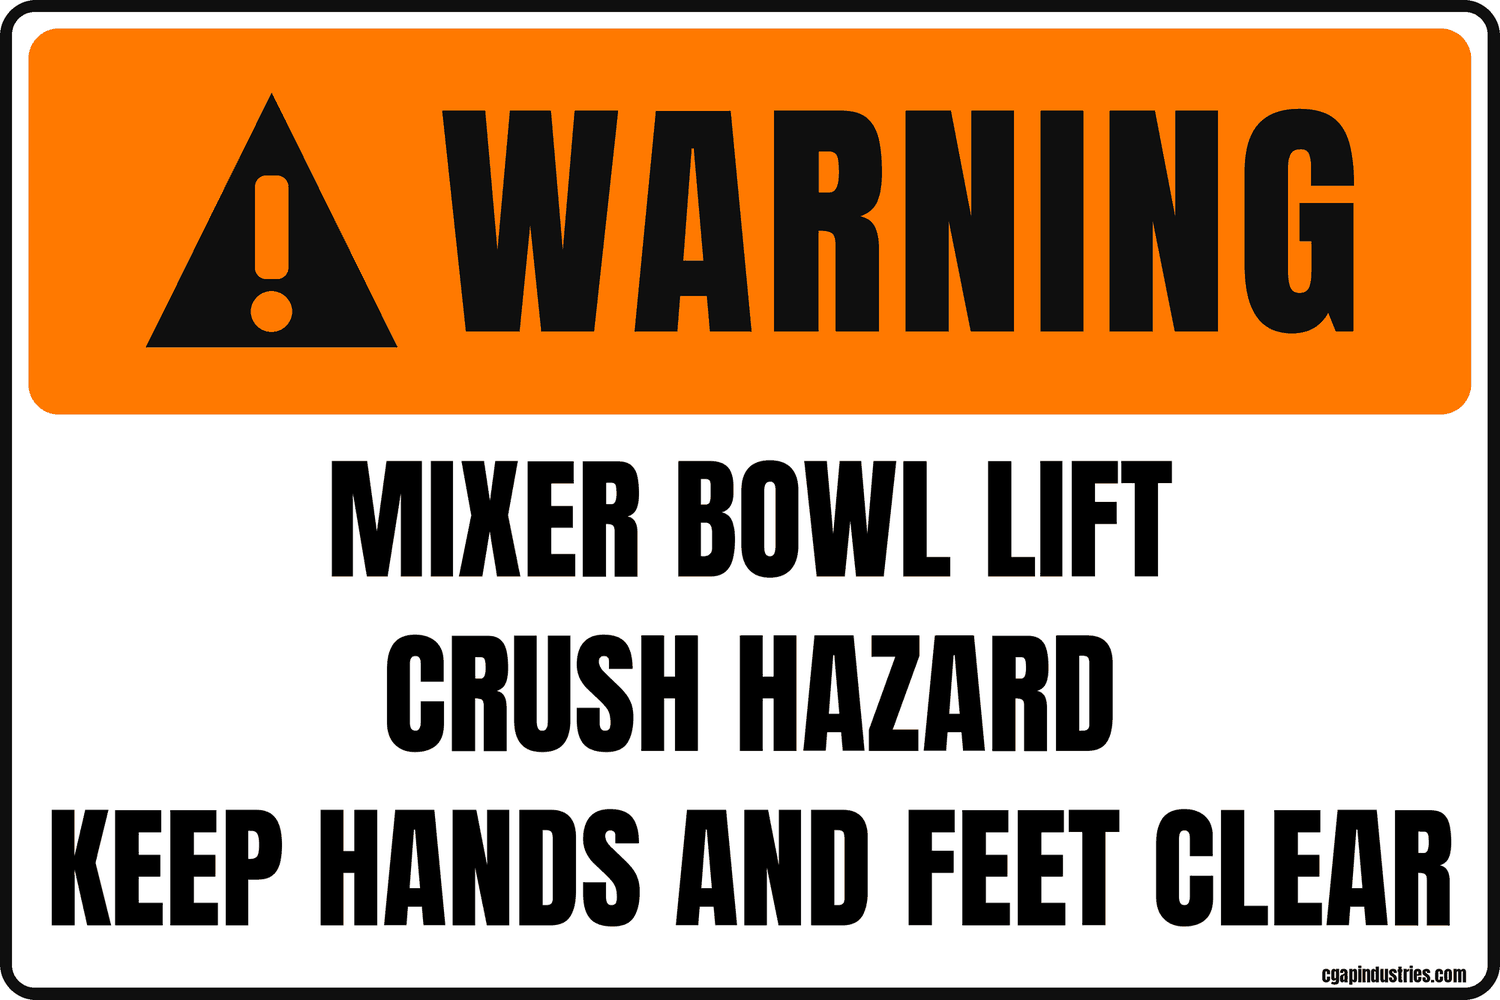 WARNING
MIXER BOWL LIFT
CRUSH HAZARD
KEEP HANDS AND FEET CLEAR
cgapindustries.com